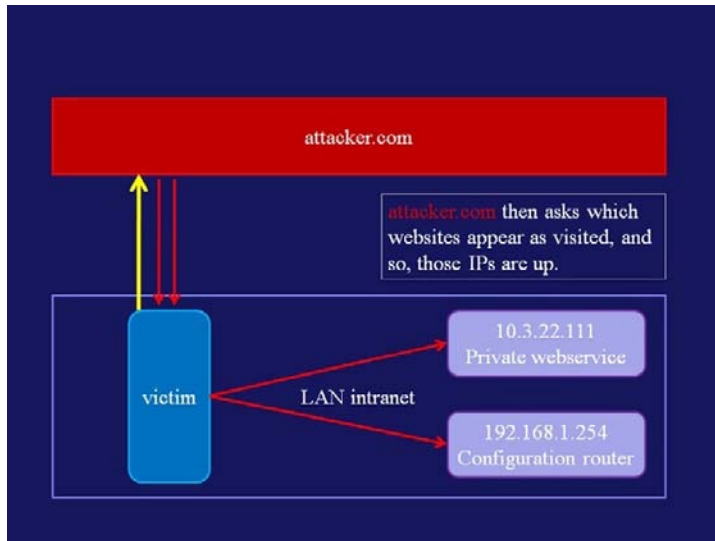 attacker.com
attacker.com then asks which
websites appear as visited, and
so, those IPs are up.
victim
LAN intranet
10.3.22.111
Private webservice
192.168.1.254
Configuration router